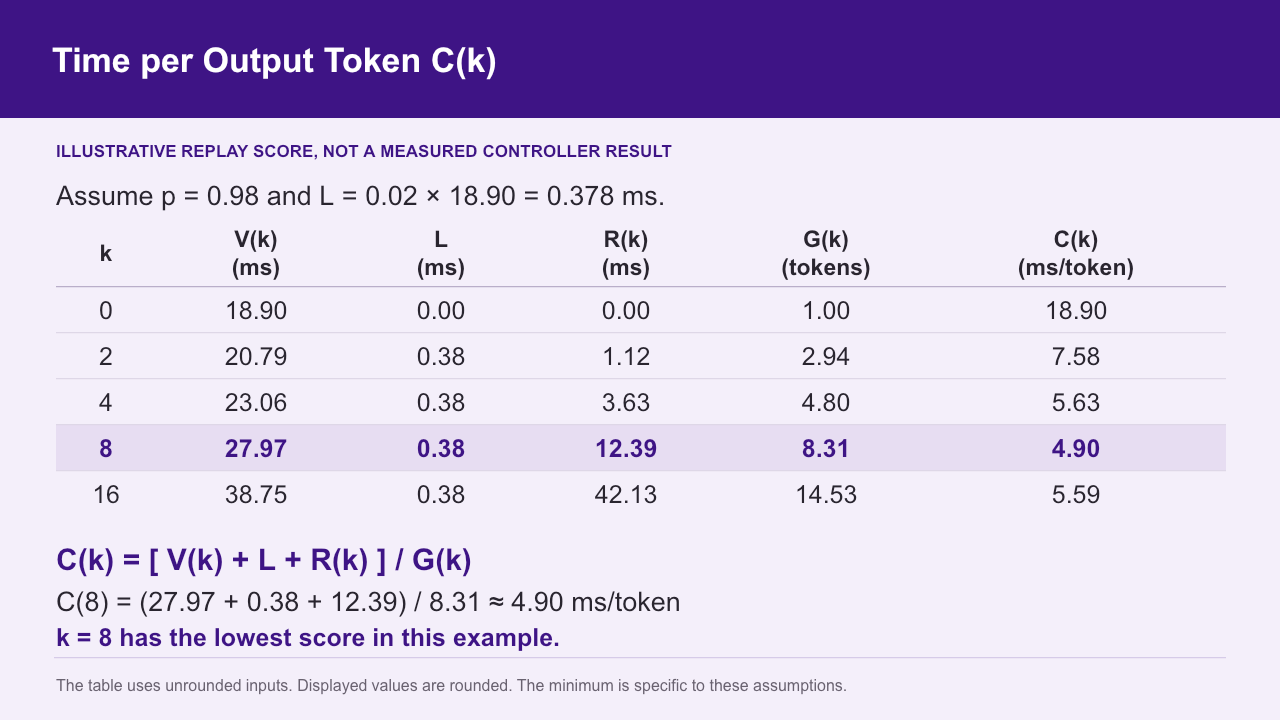 Time per Output Token C(k)
ILLUSTRATIVE REPLAY SCORE, NOT A MEASURED CONTROLLER RESULT
Assume p = 0.98 and L = 0.02 × 18.90 = 0.378 ms.
k V(k) (ms) L (ms) R(k) (ms) G(k) (tokens) C(k) (ms/token)
0 18.90 0.00 0.00 1.00 18.90
2 20.79 0.38 1.12 2.94 7.58
4 23.06 0.38 3.63 4.80 5.63
8 27.97 0.38 12.39 8.31 4.90
16 38.75 0.38 42.13 14.53 5.59
C(k) = [ V(k) + L + R(k) ] / G(k)
C(8) = (27.97 + 0.38 + 12.39) / 8.31 ≈ 4.90 ms/token
k = 8 has the lowest score in this example.
The table uses unrounded inputs. Displayed values are rounded. The minimum is specific to these assumptions.